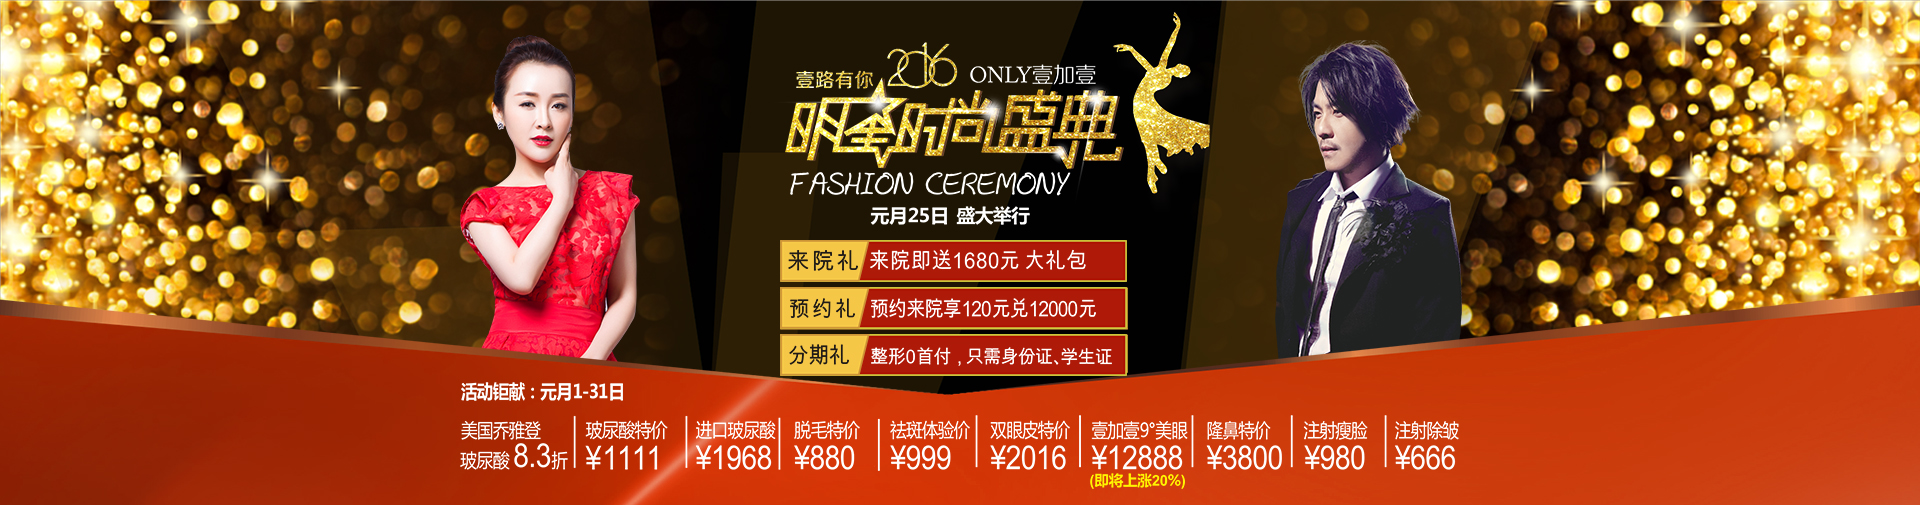 壹路有你 2016 ONLY壹加壹
明星时尚盛典
FASHION CEREMONY
元月25日 盛大举行
来院礼 来院即送1680元 大礼包
预约礼 预约来院享120元兑12000元
分期礼 整形0首付，只需身份证、学生证
活动钜献：元月1-31日
美国乔雅登
玻尿酸 8.3折
玻尿酸特价
¥1111
进口玻尿酸
¥1968
脱毛特价
¥880
祛斑体验价
¥999
双眼皮特价
¥2016
壹加壹9°美眼
¥12888
(即将上涨20%)
隆鼻特价
¥3800
注射瘦脸
¥980
注射除皱
¥666